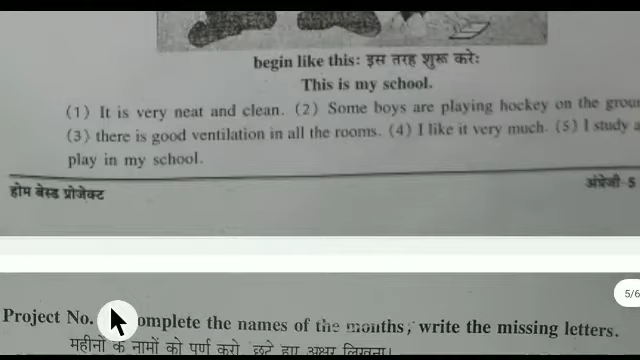 begin like this: इस तरह शुरू करे:
This is my school.
(1) It is very neat and clean. (2) Some boys are playing hockey on the
(3) there is good ventilation in all the rooms. (4) I like it very much. (5) I study
play in my school.
होम बेस्ड प्रोजेक्ट
अंग्रेजी-5
5/6
Project No. omplete the names of the months, write the missing letters.
महीनों के नामों को पूर्ण करो, छूटे हुए अक्षर लिखना।